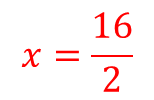 x = 16/2